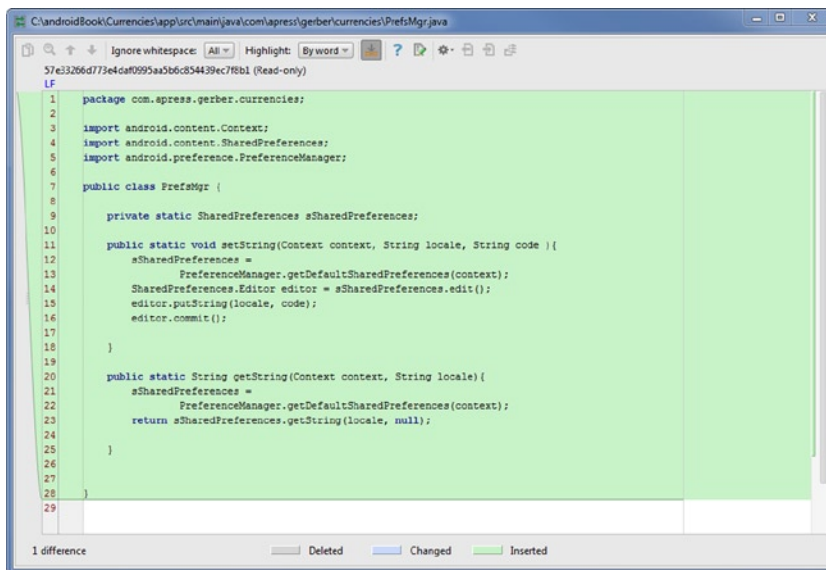 C:\androidBook\Currencies\app\src\main\java\com\apress\gerber\currencies\PrefsMgr.java
Ignore whitespace: All Highlight: By word ?
57e33266d773e4daf0995aa5b6c854439ec7f8b1 (Read-only)
LF
1 package com.apress.gerber.currencies;
2
3 import android.content.Context;
4 import android.content.SharedPreferences;
5 import android.preference.PreferenceManager;
6
7 public class PrefsMgr {
8
9 private static SharedPreferences sSharedPreferences;
10
11 public static void setString(Context context, String locale, String code ){
12 sSharedPreferences =
13 PreferenceManager.getDefaultSharedPreferences(context);
14 SharedPreferences.Editor editor = sSharedPreferences.edit();
15 editor.putString(locale, code);
16 editor.commit();
17
18 }
19
20 public static String getString(Context context, String locale){
21 sSharedPreferences =
22 PreferenceManager.getDefaultSharedPreferences(context);
23 return sSharedPreferences.getString(locale, null);
24
25 }
26
27
28 }
29
1 difference Deleted Changed Inserted